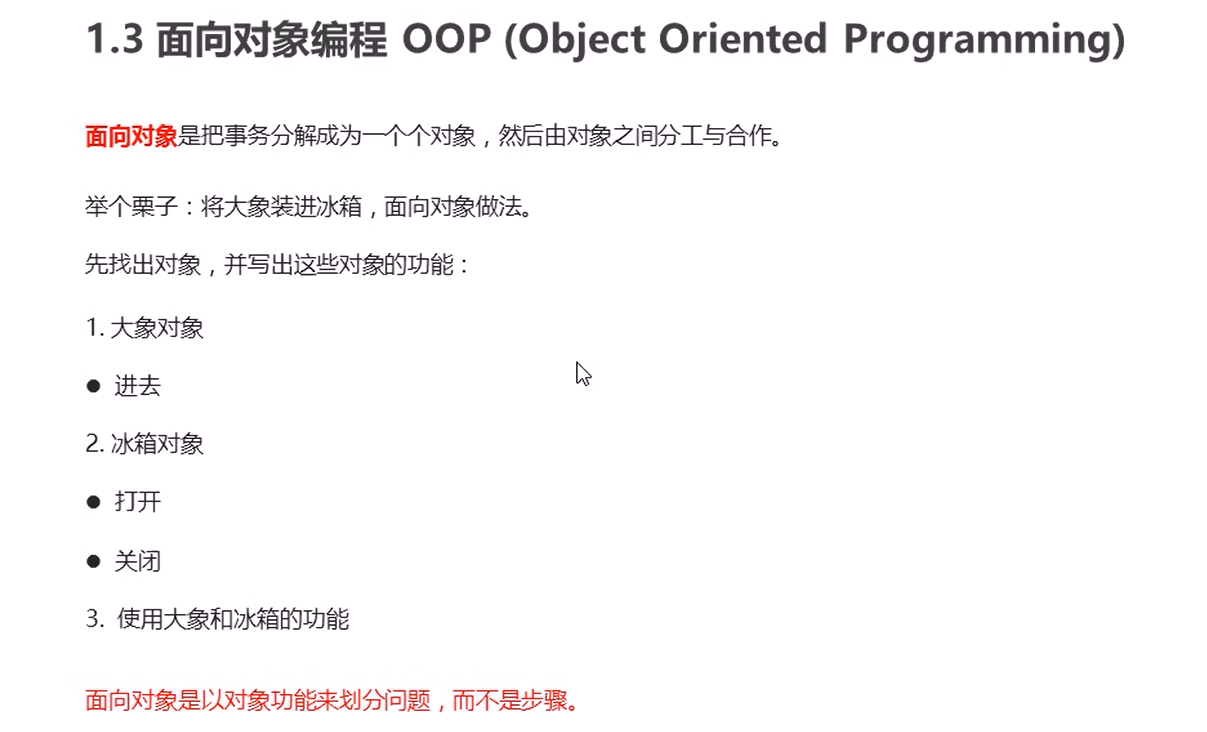 1.3 面向对象编程 OOP (Object Oriented Programming)
面向对象是把事务分解成为一个个对象，然后由对象之间分工与合作。
举个栗子：将大象装进冰箱，面向对象做法。
先找出对象，并写出这些对象的功能：
1. 大象对象
● 进去
2. 冰箱对象
● 打开
● 关闭
3. 使用大象和冰箱的功能
面向对象是以对象功能来划分问题，而不是步骤。